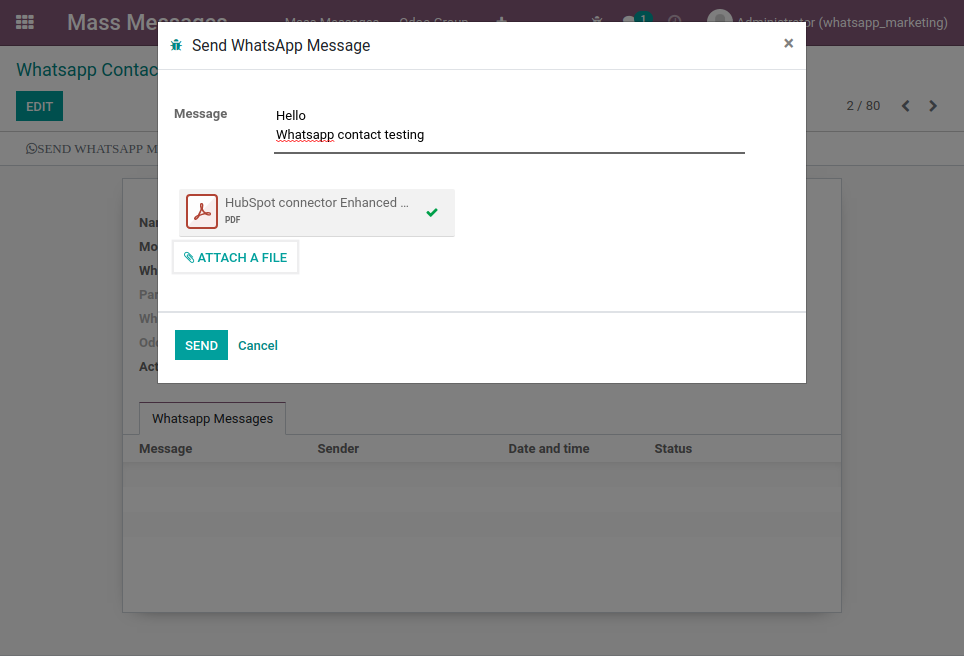 Mass Messages Mass Messages Odoo Group 1 Administrator (whatsapp_marketing)
Send WhatsApp Message ×
Whatsapp Contac
EDIT
2 / 80
Message
Hello
Whatsapp contact testing
SEND WHATSAPP M
HubSpot connector Enhanced ...
PDF
ATTACH A FILE
Nar
Mo
Wh
Par
Wh
Odo
Act
SEND Cancel
Whatsapp Messages
Message Sender Date and time Status